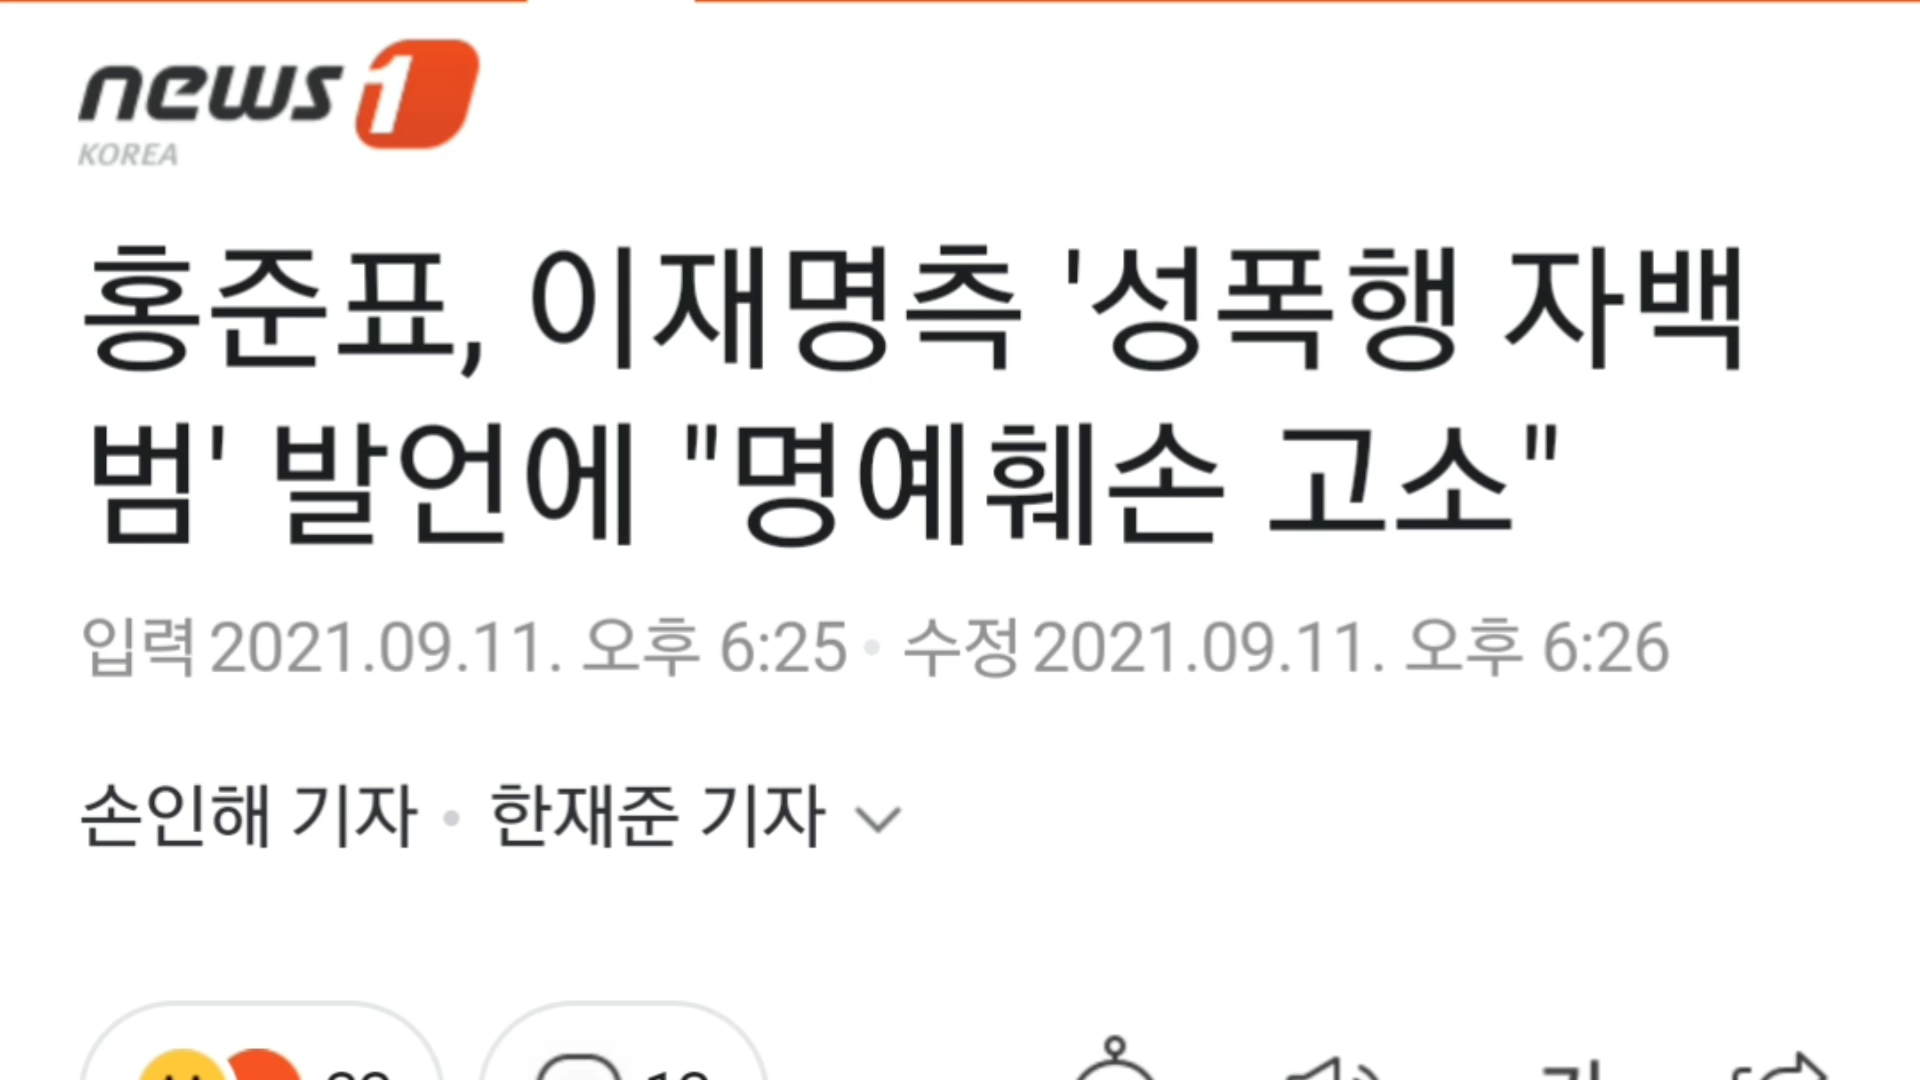 news1
KOREA
홍준표, 이재명측 '성폭행 자백
범' 발언에 "명예훼손 고소"
입력 2021.09.11. 오후 6:25 • 수정 2021.09.11. 오후 6:26
손인해 기자 • 한재준 기자